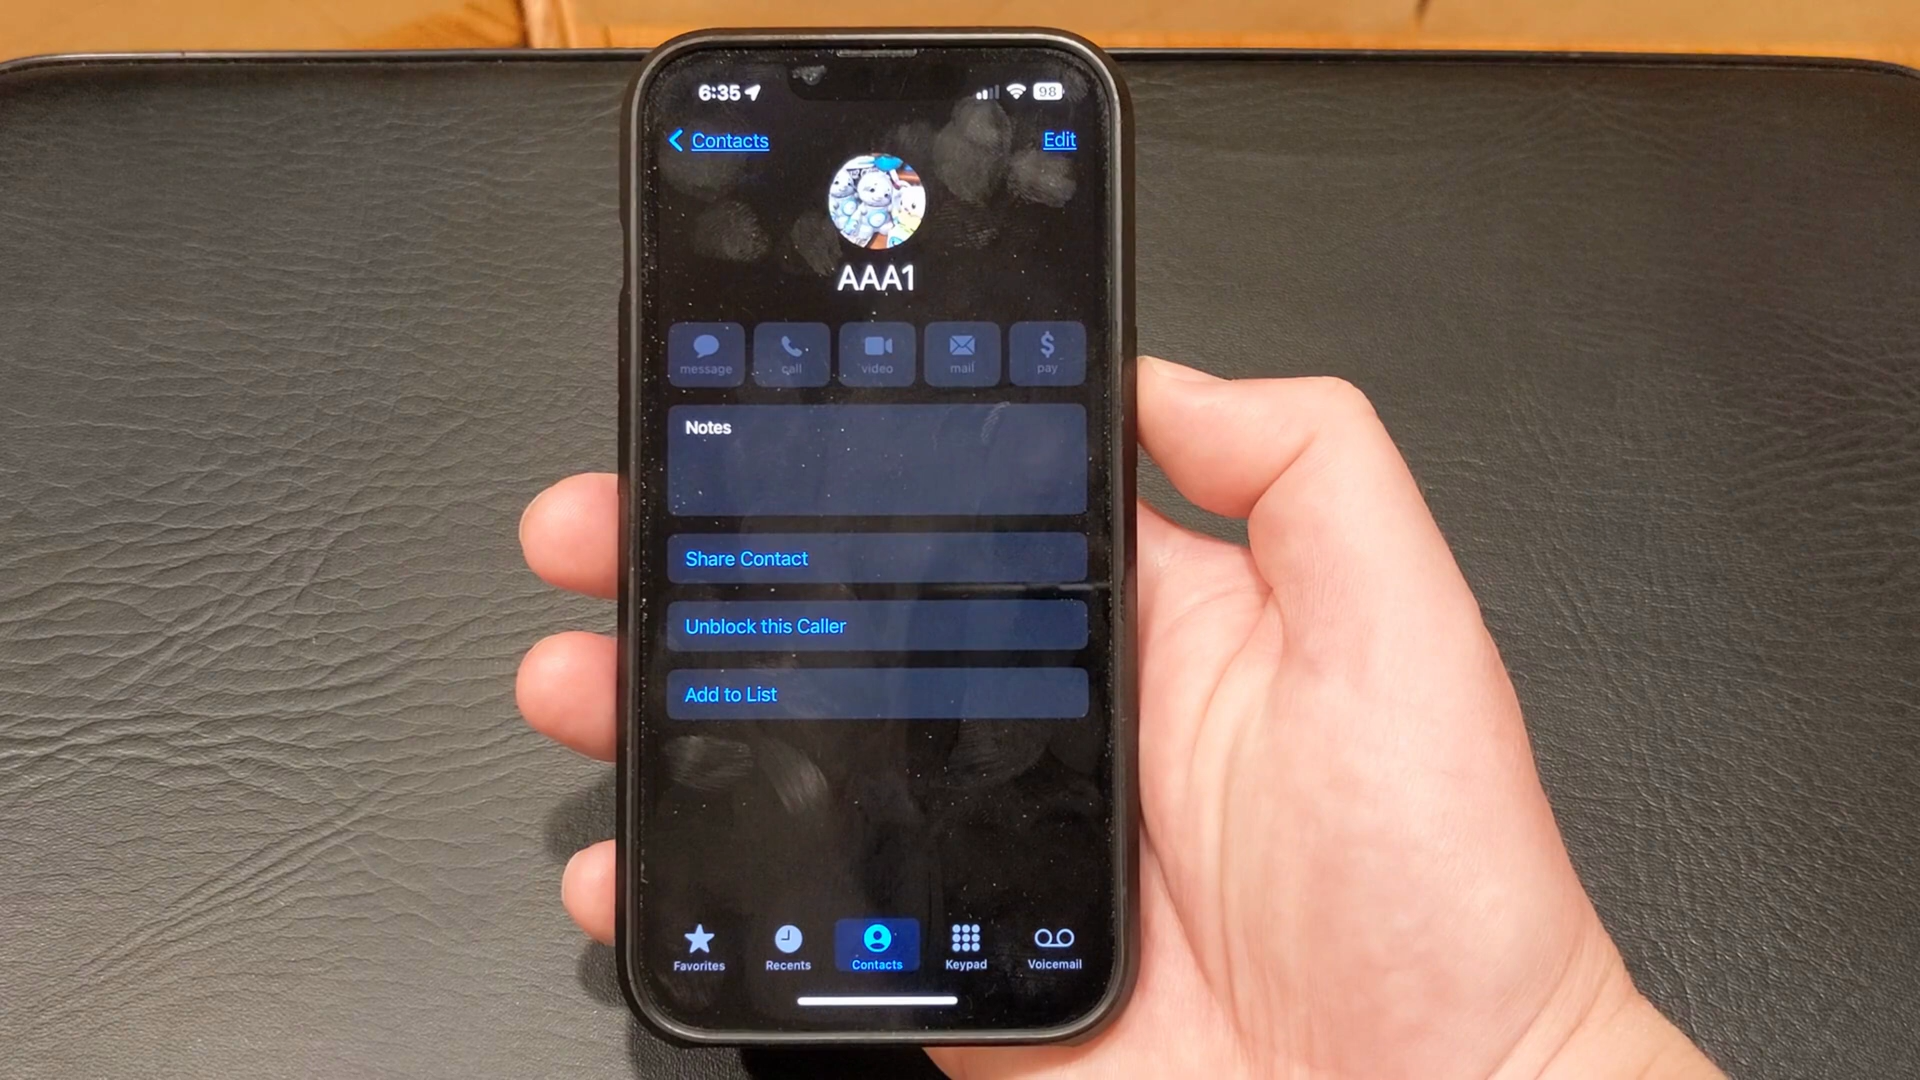 6:35
98
Contacts
Edit
AAA1
message
call
video
mail
pay
Notes
Share Contact
Unblock this Caller
Add to List
Favorites
Recents
Contacts
Keypad
Voicemail